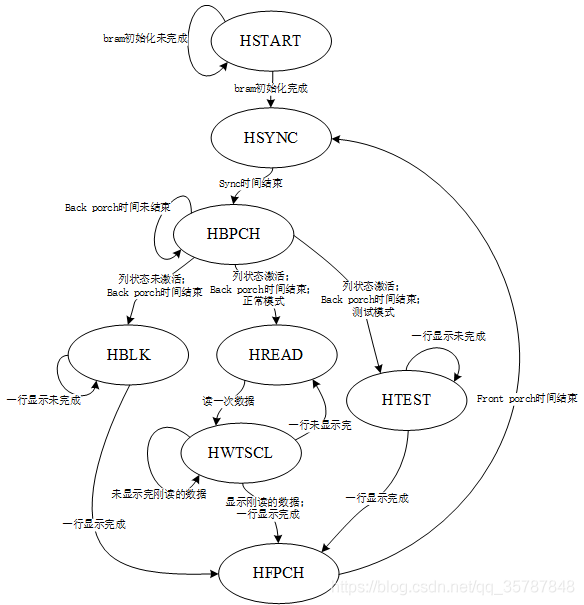 HSTART
bram初始化未完成
bram初始化完成
HSYNC
Sync时间结束
Back porch时间未结束
HBPCH
列状态未激活;
Back porch时间结束
列状态激活;
Back porch时间结束;
正常模式
列状态激活;
Back porch时间结束;
测试模式
HBLK
HREAD
一行显示未完成
HTEST
一行显示未完成
读一次数据
Front porch时间结束
一行未显示完
HWTSCL
未显示完刚读的数据
显示刚读的数据;
一行显示完成
一行显示完成
一行显示完成
HFPCH
https://blog.csdn.net/qq_35787848